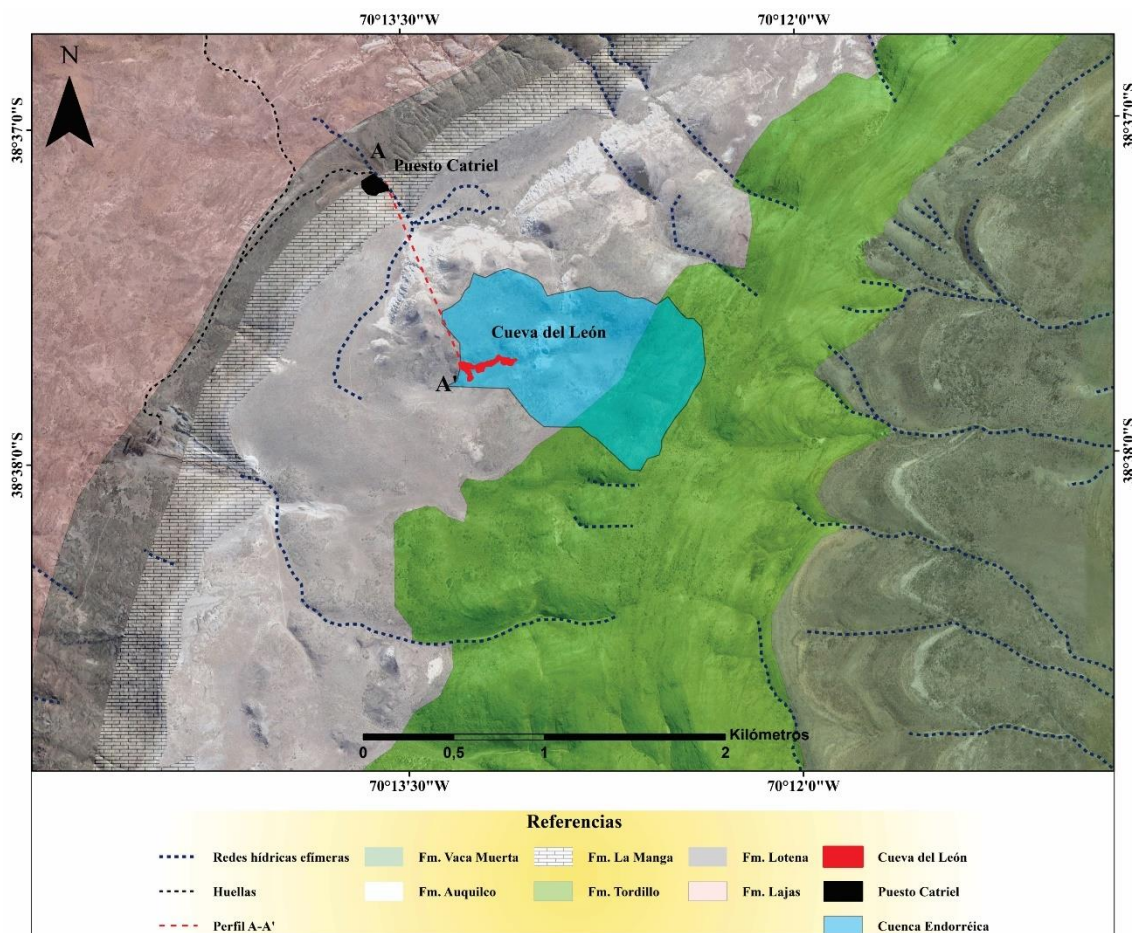 70°13'30"W 70°12'0"W
N
38°37'0"S 38°37'0"S
A
Puesto Catriel
Cueva del León
A'
38°38'0"S 38°38'0"S
Kilómetros
0 0,5 1 2
70°13'30"W 70°12'0"W
Referencias
Redes hídricas efímeras Fm. Vaca Muerta Fm. La Manga Fm. Lotena Cueva del León
Huellas Fm. Auquilco Fm. Tordillo Fm. Lajas Puesto Catriel
Perfil A-A' Cuenca Endorréica